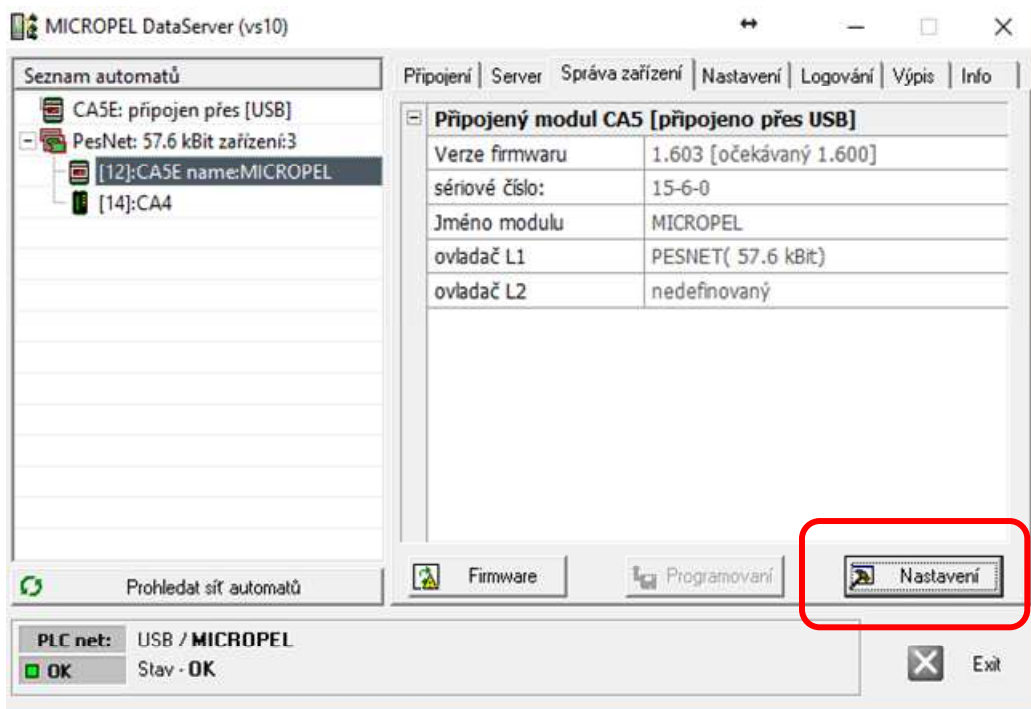 MICROPEL DataServer (vs10)
Seznam automatů
CA5E: připojen přes [USB]
PesNet: 57.6 kBit zařízení:3
[12]:CA5E name:MICROPEL
[14]:CA4
Prohledat síť automatů
Připojení Server Správa zařízení Nastavení Logování Výpis Info
Připojený modul CA5 [připojeno přes USB]
Verze firmwaru 1.603 [očekávaný 1.600]
sériové číslo: 15-6-0
Jméno modulu MICROPEL
ovladač L1 PESNET( 57.6 kBit)
ovladač L2 nedefinovaný
Firmware Programovaní Nastavení
PLC net: USB / MICROPEL
OK Stav - OK
Exit